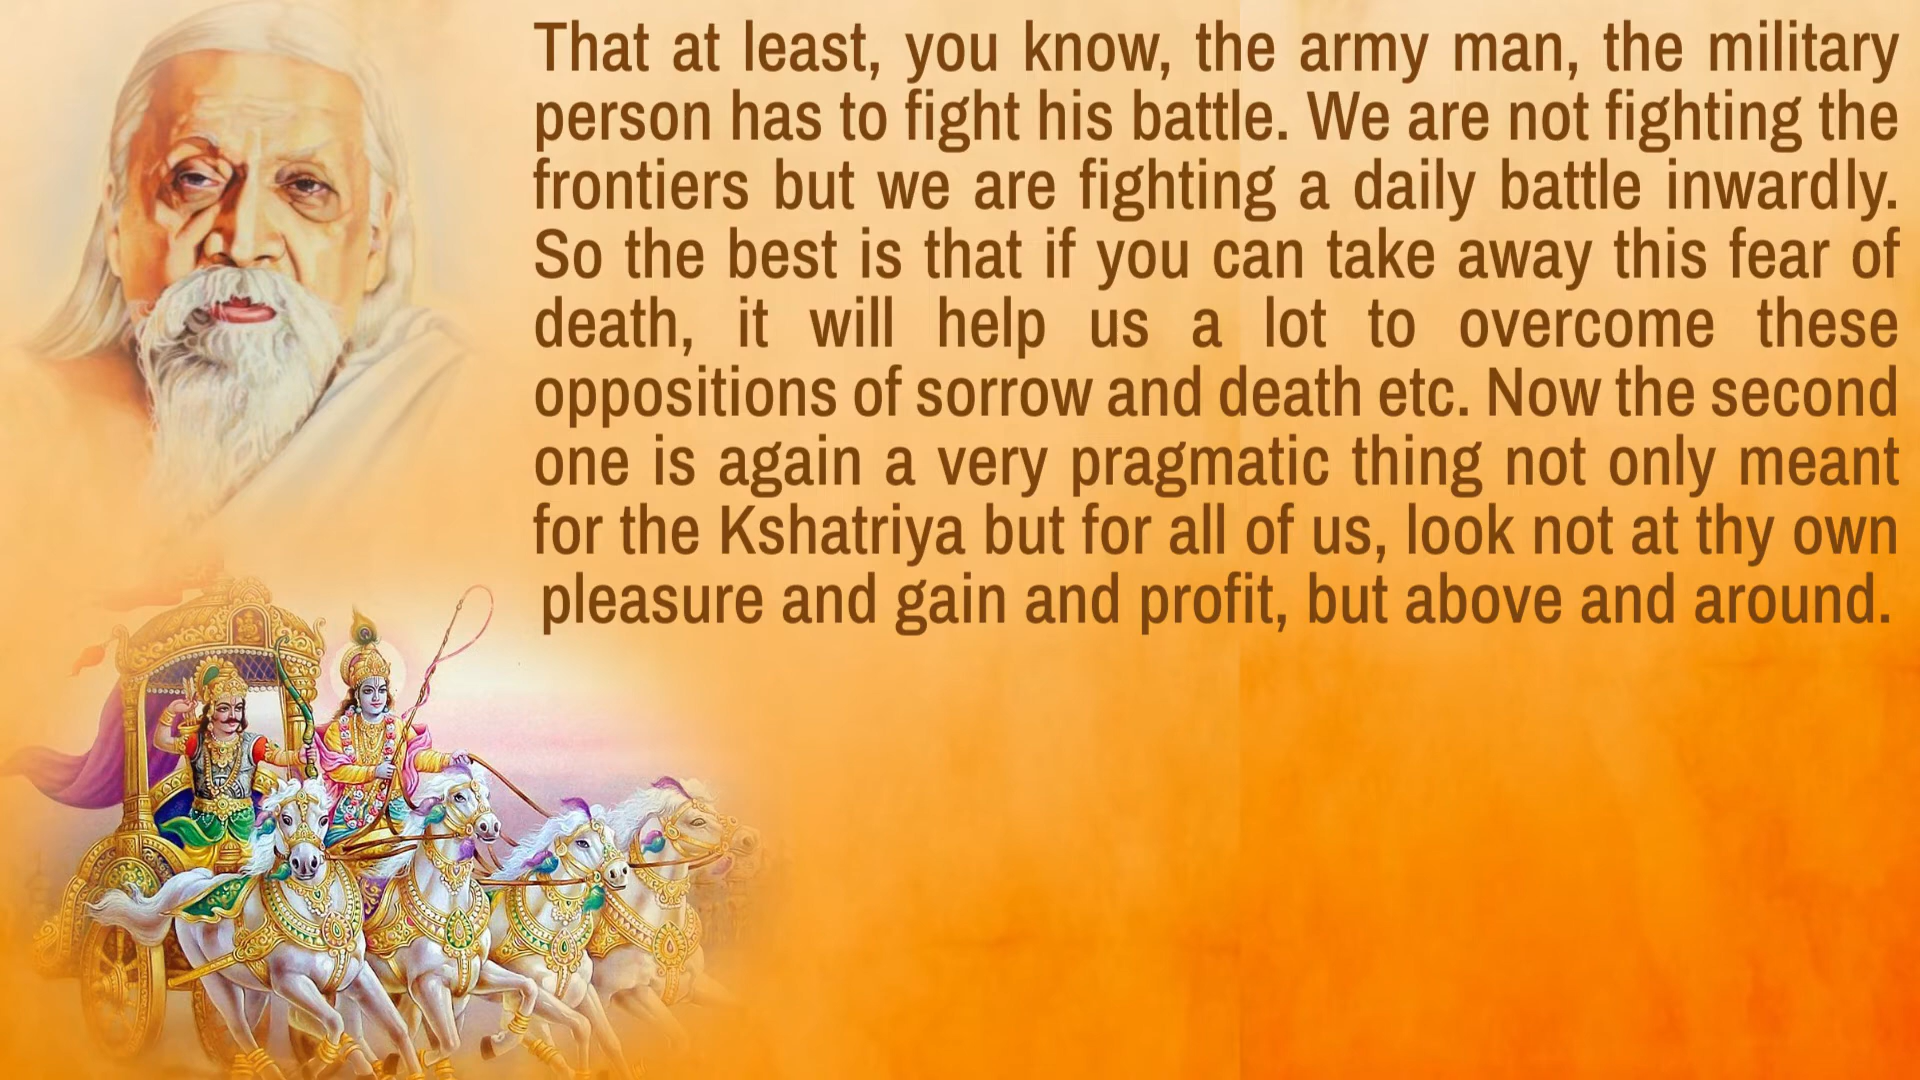 That at least, you know, the army man, the military
person has to fight his battle. We are not fighting the
frontiers but we are fighting a daily battle inwardly.
So the best is that if you can take away this fear of
death, it will help us a lot to overcome these
oppositions of sorrow and death etc. Now the second
one is again a very pragmatic thing not only meant
for the Kshatriya but for all of us, look not at thy own
pleasure and gain and profit, but above and around.